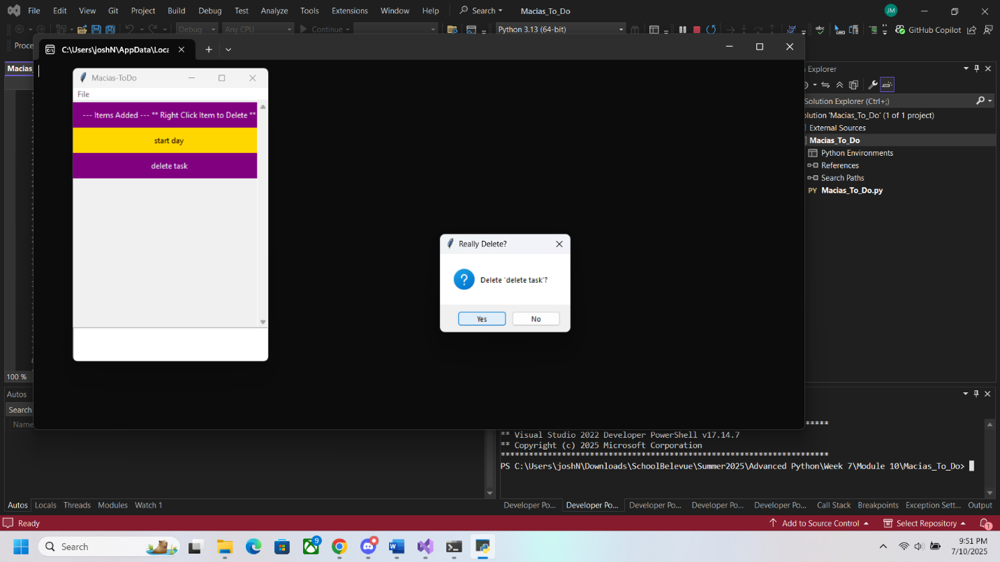 File Edit View Git Project Build Debug Test Analyze Tools Extensions Window Help Search Macias_To_Do JM
Debug Any CPU Continue Python 3.13 (64-bit) GitHub Copilot
Proce
C:\Users\joshN\AppData\Loca
Macias
Explorer
Macias-ToDo
File
--- Items Added --- ** Right Click Item to Delete **
start day
delete task
Really Delete?
Delete 'delete task'?
Yes No
Solution Explorer (Ctrl+;)
olution 'Macias_To_Do' (1 of 1 project)
External Sources
Macias_To_Do
Python Environments
References
Search Paths
PY Macias_To_Do.py
100 %
Autos
Search
Name
** Visual Studio 2022 Developer PowerShell v17.14.7
** Copyright (c) 2025 Microsoft Corporation
**********************************************************************
PS C:\Users\joshN\Downloads\SchoolBelevue\Summer2025\Advanced Python\Week 7\Module 10\Macias_To_Do>
Autos Locals Threads Modules Watch 1
Developer Po... Developer Po... Developer Po... Developer Po... Developer Po... Call Stack Breakpoints Exception Sett... Output
Ready Add to Source Control Select Repository 1
Search 9 9:51 PM
7/10/2025